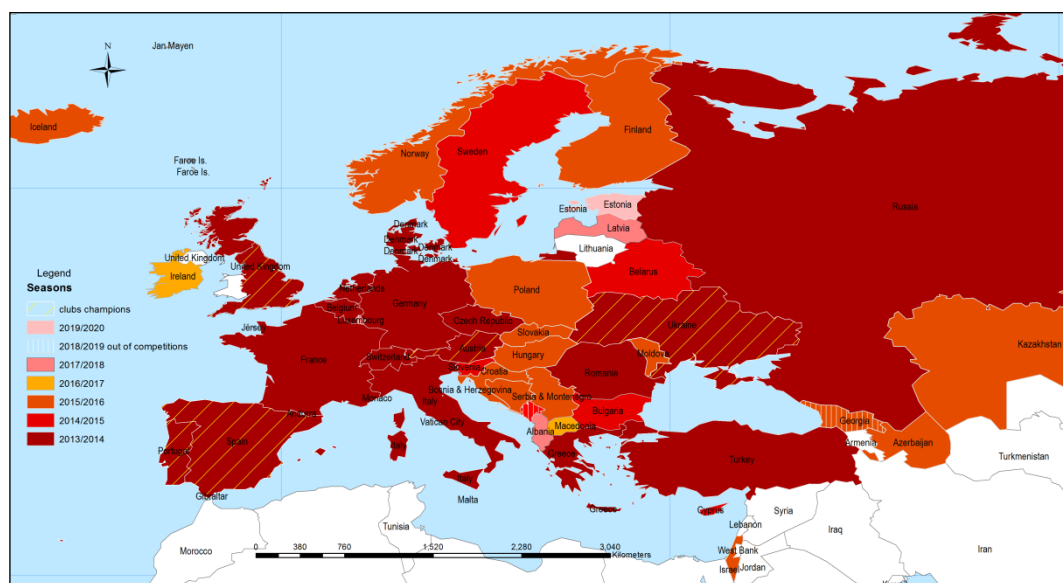 N
Jan Mayen
Iceland
Faroe Is.
Faroe Is.
Norway
Sweden
Finland
Russia
Estonia
Estonia
Latvia
Lithuania
Denmark
Denmark
Denmark
Denmark
Denmark
United Kingdom
United Kingdom
Ireland
Netherlands
Belgium
Luxembourg
Germany
Poland
Belarus
Ukraine
Czech Republic
Slovakia
Jersey
France
Switzerland
Austria
Hungary
Moldova
Kazakhstan
Slovenia
Croatia
Romania
Bosnia & Herzegovina
Serbia & Montenegro
Monaco
Italy
Vatican City
Bulgaria
Andorra
Albania
Macedonia
Georgia
Armenia
Azerbaijan
Turkmenistan
Portugal
Spain
Italy
Italy
Greece
Turkey
Gibraltar
Malta
Greece
Cyprus
Syria
Lebanon
Iraq
Iran
Morocco
Tunisia
West Bank
Israel
Jordan
Legend
Seasons
clubs champions
2019/2020
2018/2019 out of competitions
2017/2018
2016/2017
2015/2016
2014/2015
2013/2014
0 380 760 1,520 2,280 3,040
Kilometers